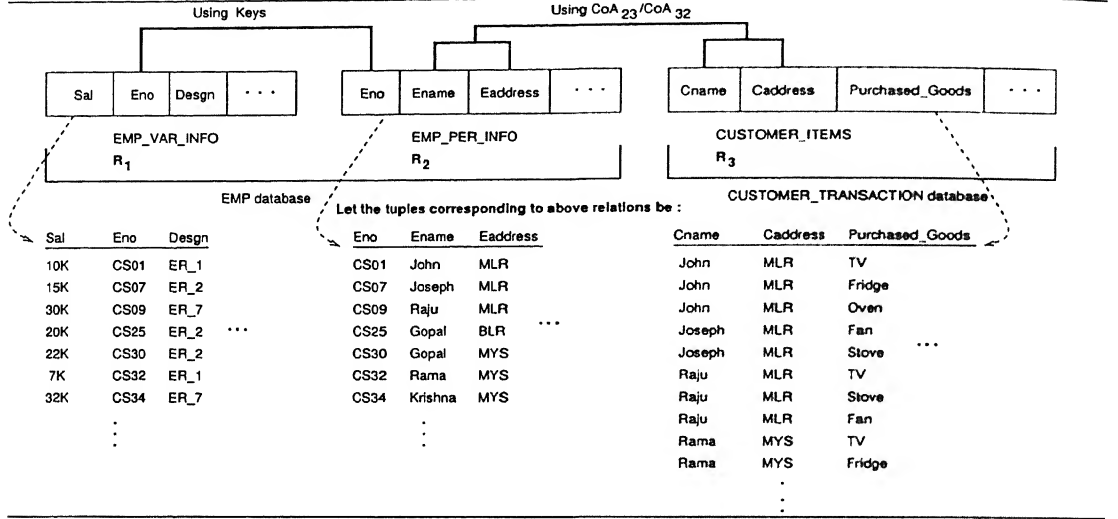 Using Keys
Using CoA 23/CoA 32
Sal Eno Desgn . . .
Eno Ename Eaddress . . .
Cname Caddress Purchased_Goods . . .
EMP_VAR_INFO
R1
EMP_PER_INFO
R2
CUSTOMER_ITEMS
R3
EMP database
CUSTOMER_TRANSACTION database
Let the tuples corresponding to above relations be :
Sal Eno Desgn
10K CS01 ER_1
15K CS07 ER_2
30K CS09 ER_7
20K CS25 ER_2 ...
22K CS30 ER_2
7K CS32 ER_1
32K CS34 ER_7
Eno Ename Eaddress
CS01 John MLR
CS07 Joseph MLR
CS09 Raju MLR
CS25 Gopal BLR ...
CS30 Gopal MYS
CS32 Rama MYS
CS34 Krishna MYS
Cname Caddress Purchased_Goods
John MLR TV
John MLR Fridge
John MLR Oven
Joseph MLR Fan
Joseph MLR Stove ...
Raju MLR TV
Raju MLR Stove
Raju MLR Fan
Rama MYS TV
Rama MYS Fridge